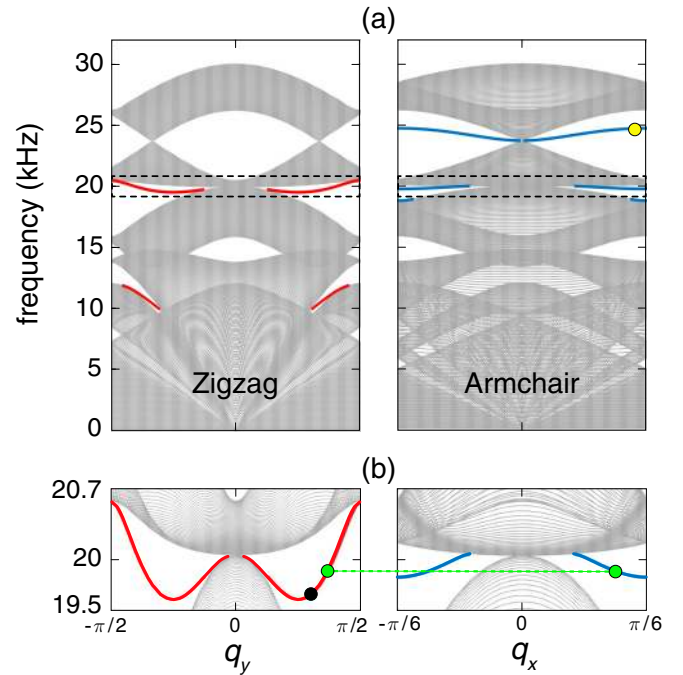 (a)
frequency (kHz)
30
25
20
15
10
5
0
Zigzag
Armchair
(b)
20.7
20
19.5
-π/2 0 π/2 -π/6 0 π/6
q_y q_x